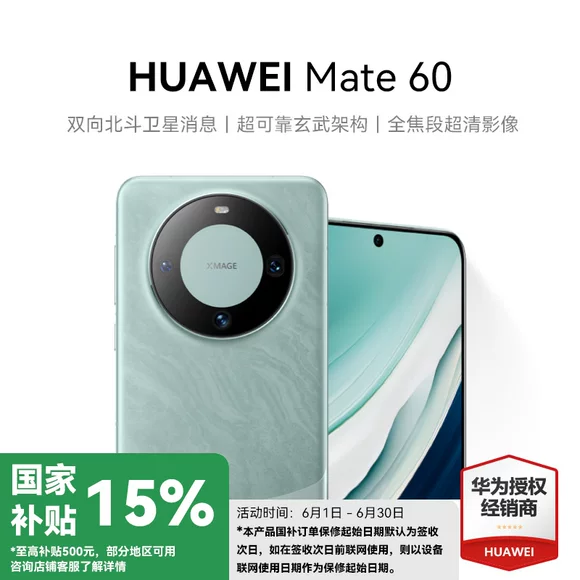 HUAWEI Mate 60
双向北斗卫星消息丨超可靠玄武架构丨全焦段超清影像
XMAGE
国家
补贴
15%
*至高补贴500元，部分地区可用
咨询店铺客服了解详情
活动时间：6月1日 - 6月30日
*本产品国补订单保修起始日期默认为签收
次日，如在签收次日前联网使用，则以设备
联网使用日期作为保修起始日期。
华为授权
经销商
HUAWEI